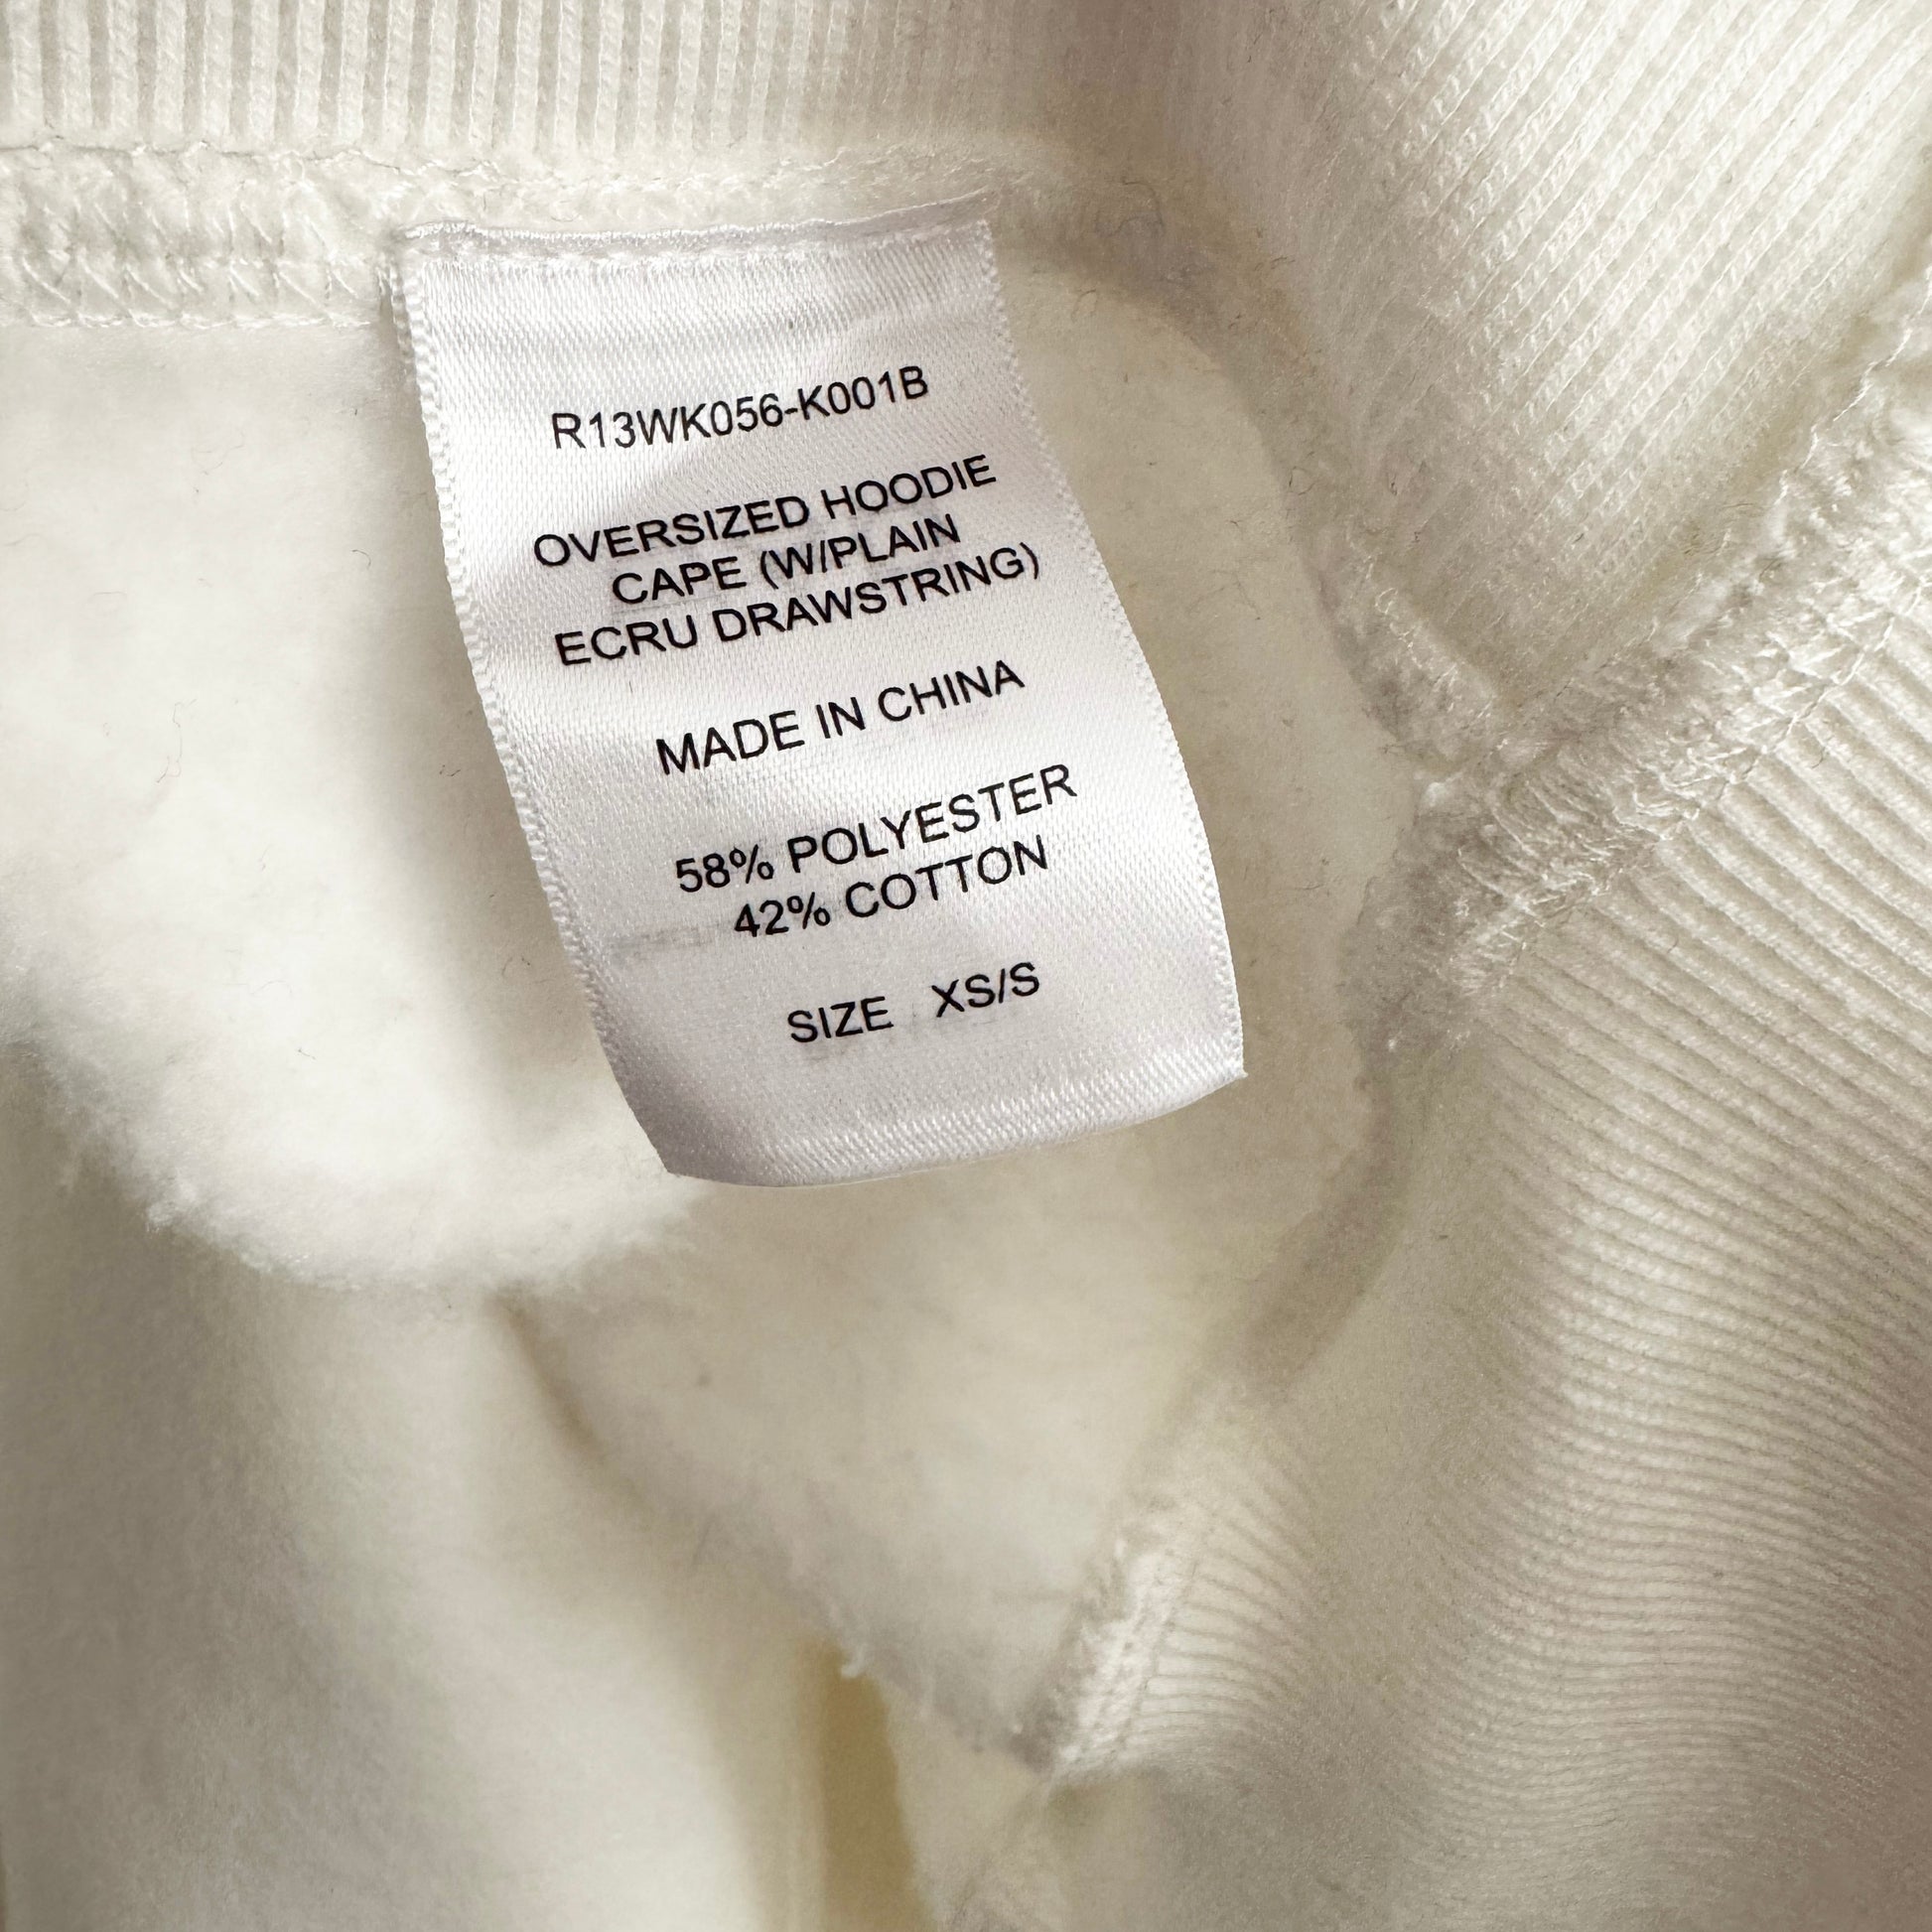 R13WK056-K001B
OVERSIZED HOODIE
CAPE (W/PLAIN
ECRU DRAWSTRING)
MADE IN CHINA
58% POLYESTER
42% COTTON
SIZE XS/S